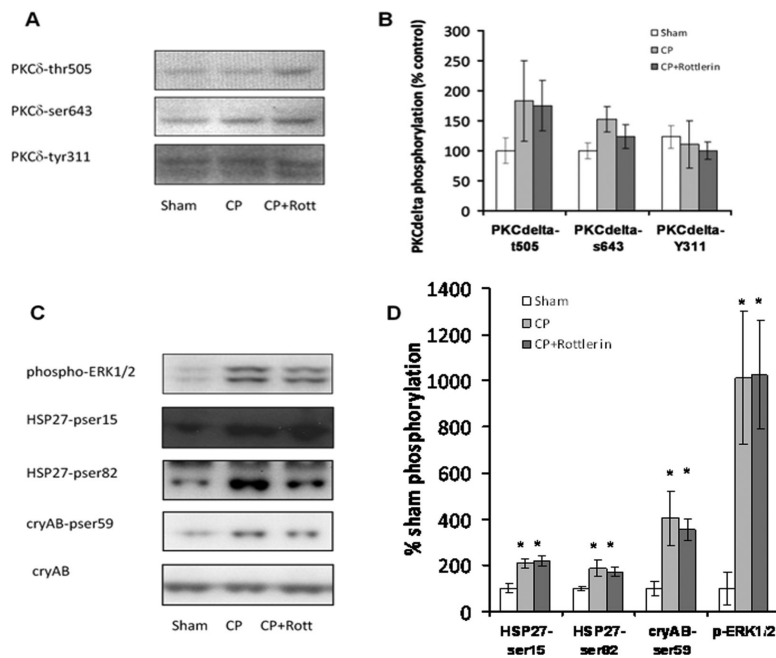 A
PKCδ-thr505
PKCδ-ser643
PKCδ-tyr311
Sham CP CP+Rott
B
PKCdelta phosphorylation (% control)
300
250
200
150
100
50
0
Sham
CP
CP+Rottlerin
PKCdelta-t505
PKCdelta-s643
PKCdelta-Y311
C
phospho-ERK1/2
HSP27-pser15
HSP27-pser82
cryAB-pser59
cryAB
Sham CP CP+Rott
D
% sham phosphorylation
1400
1200
1000
800
600
400
200
0
Sham
CP
CP+Rottlerin
* *
* *
* *
* *
HSP27-ser15
HSP27-ser82
cryAB-ser59
p-ERK1/2